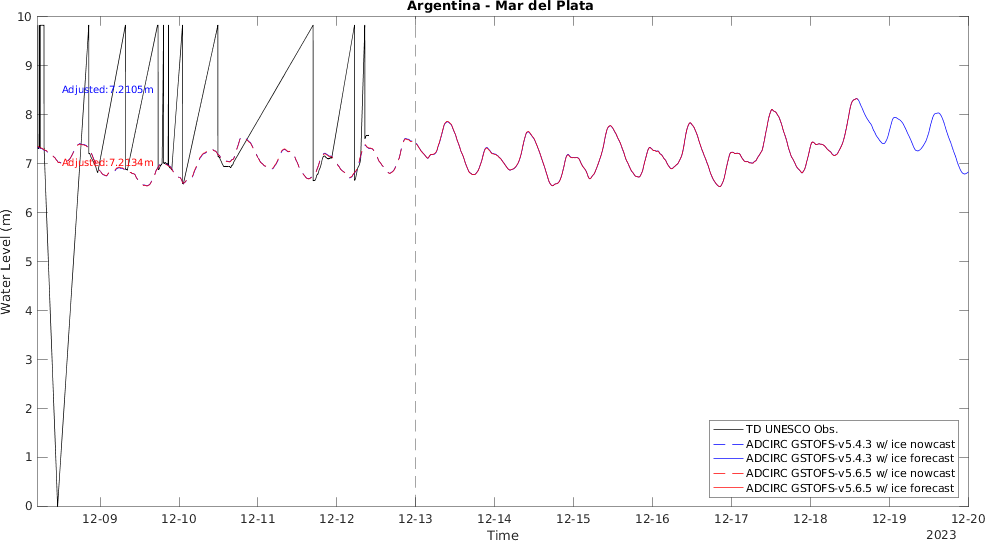 Argentina - Mar del Plata
10
9
8
7
6
5
4
3
2
1
0
Water Level (m)
Adjusted:7.2105m
Adjusted:7.2134m
TD UNESCO Obs.
ADCIRC GSTOFS-v5.4.3 w/ ice nowcast
ADCIRC GSTOFS-v5.4.3 w/ ice forecast
ADCIRC GSTOFS-v5.6.5 w/ ice nowcast
ADCIRC GSTOFS-v5.6.5 w/ ice forecast
12-09 12-10 12-11 12-12 12-13 12-14 12-15 12-16 12-17 12-18 12-19 12-20
Time
2023